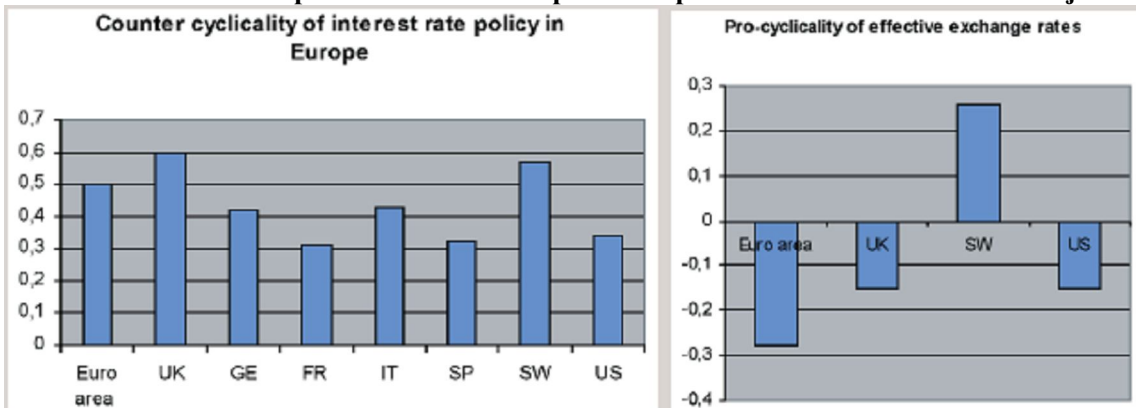 Counter cyclicality of interest rate policy in
Europe
0,7
0,6
0,5
0,4
0,3
0,2
0,1
0
Euro
area
UK
GE
FR
IT
SP
SW
US
Pro-cyclicality of effective exchange rates
0,3
0,2
0,1
0
-0,1
-0,2
-0,3
-0,4
Euro area
UK
SW
US